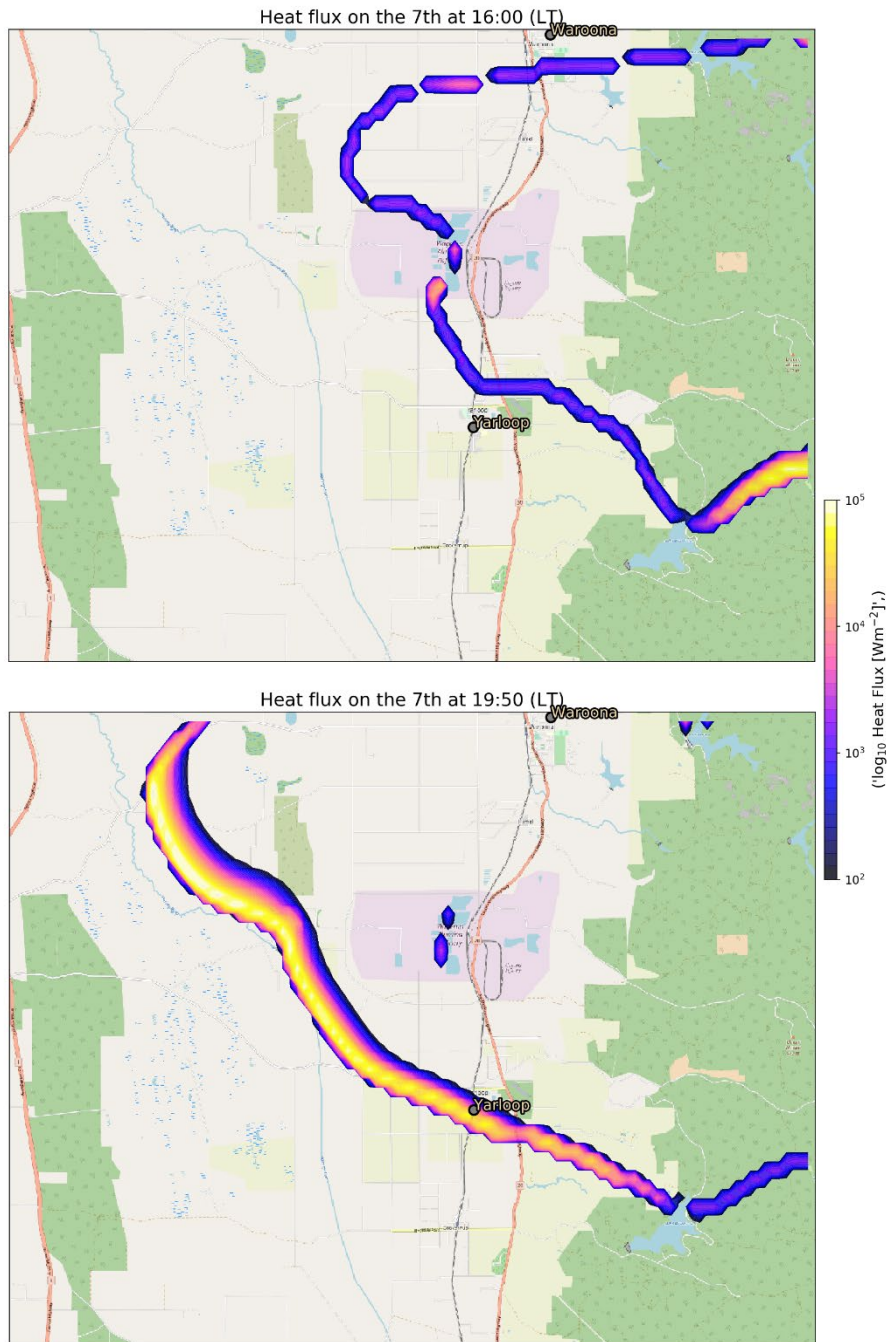 Heat flux on the 7th at 16:00 (LT)
Waroona
Yarloop
10⁵
10⁴
10³
10²
('log₁₀ Heat Flux [Wm⁻²]',)
Heat flux on the 7th at 19:50 (LT)
Waroona
Yarloop